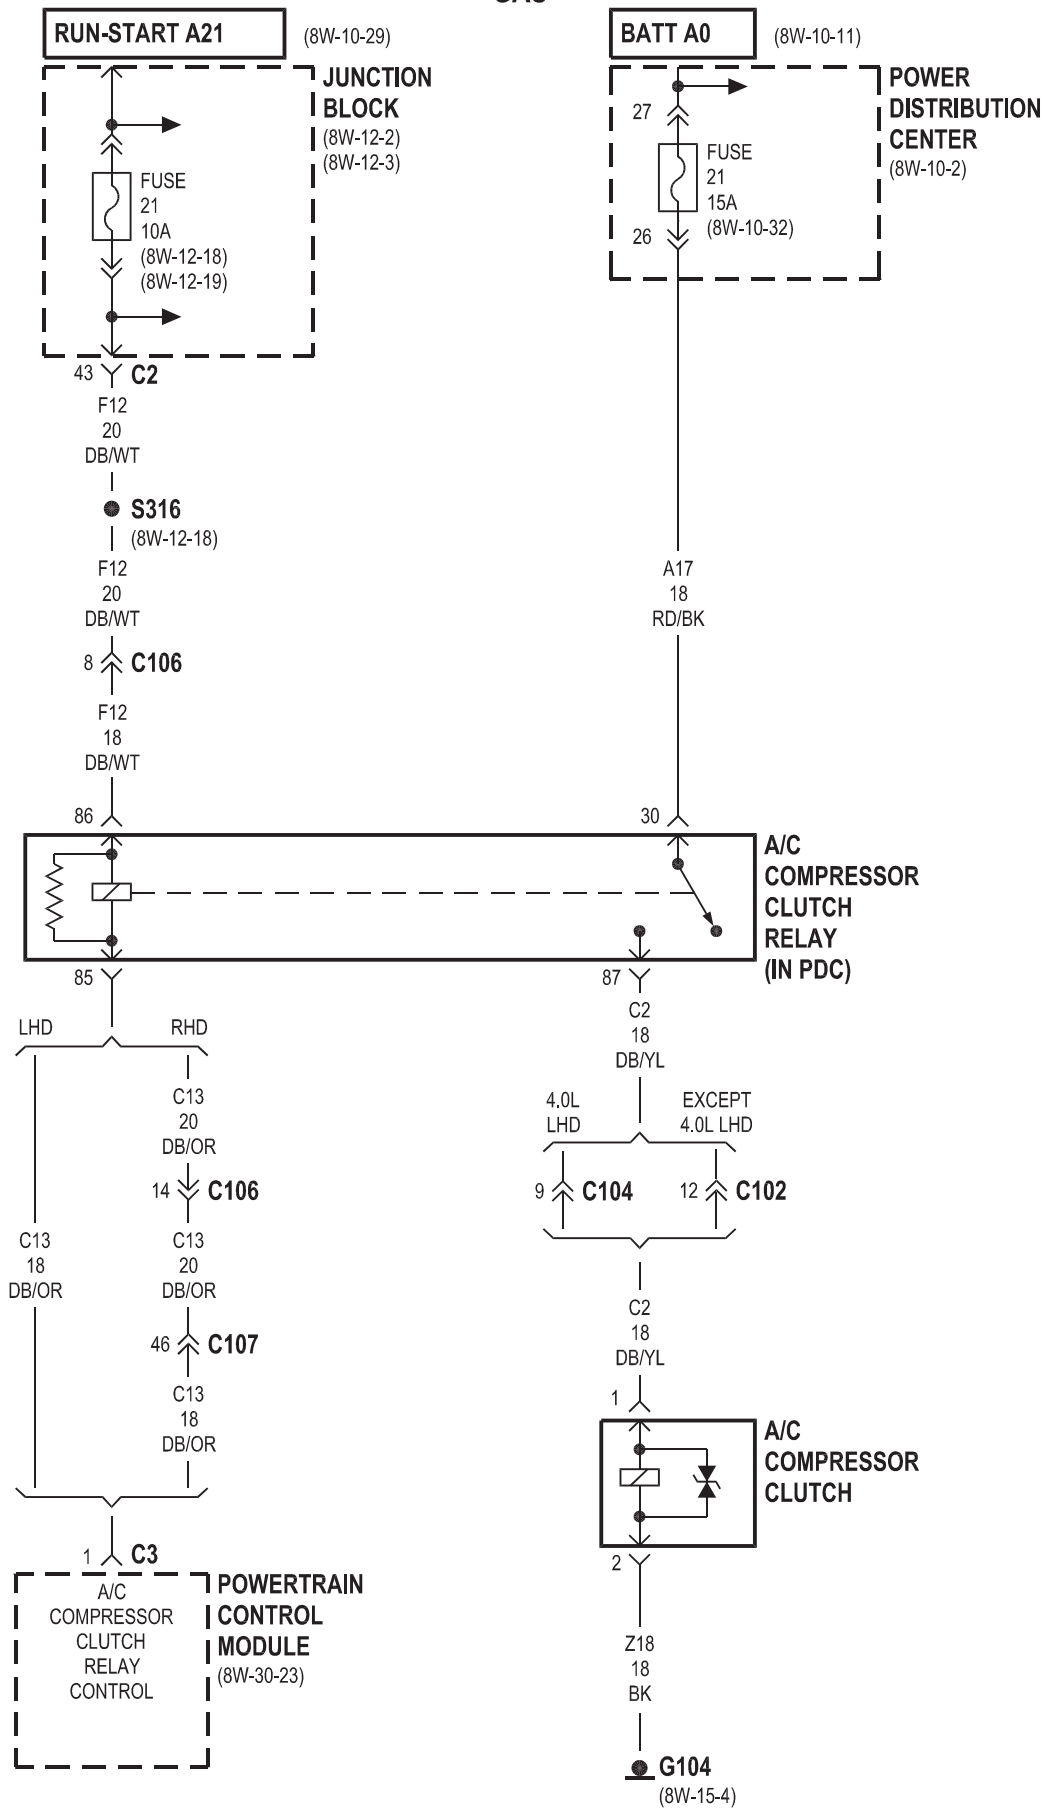 RUN-START A21
(8W-10-29)
BATT A0
(8W-10-11)
JUNCTION
BLOCK
(8W-12-2)
(8W-12-3)
FUSE
21
10A
(8W-12-18)
(8W-12-19)
POWER
DISTRIBUTION
CENTER
(8W-10-2)
27
FUSE
21
15A
(8W-10-32)
26
43
C2
F12
20
DB/WT
S316
(8W-12-18)
F12
20
DB/WT
8
C106
F12
18
DB/WT
A17
18
RD/BK
86
30
A/C
COMPRESSOR
CLUTCH
RELAY
(IN PDC)
85
87
LHD
RHD
C13
20
DB/OR
14
C106
C13
18
DB/OR
C13
20
DB/OR
46
C107
C13
18
DB/OR
C2
18
DB/YL
4.0L
LHD
EXCEPT
4.0L LHD
9
C104
12
C102
C2
18
DB/YL
1
A/C
COMPRESSOR
CLUTCH
2
1
C3
A/C
COMPRESSOR
CLUTCH
RELAY
CONTROL
POWERTRAIN
CONTROL
MODULE
(8W-30-23)
Z18
18
BK
G104
(8W-15-4)